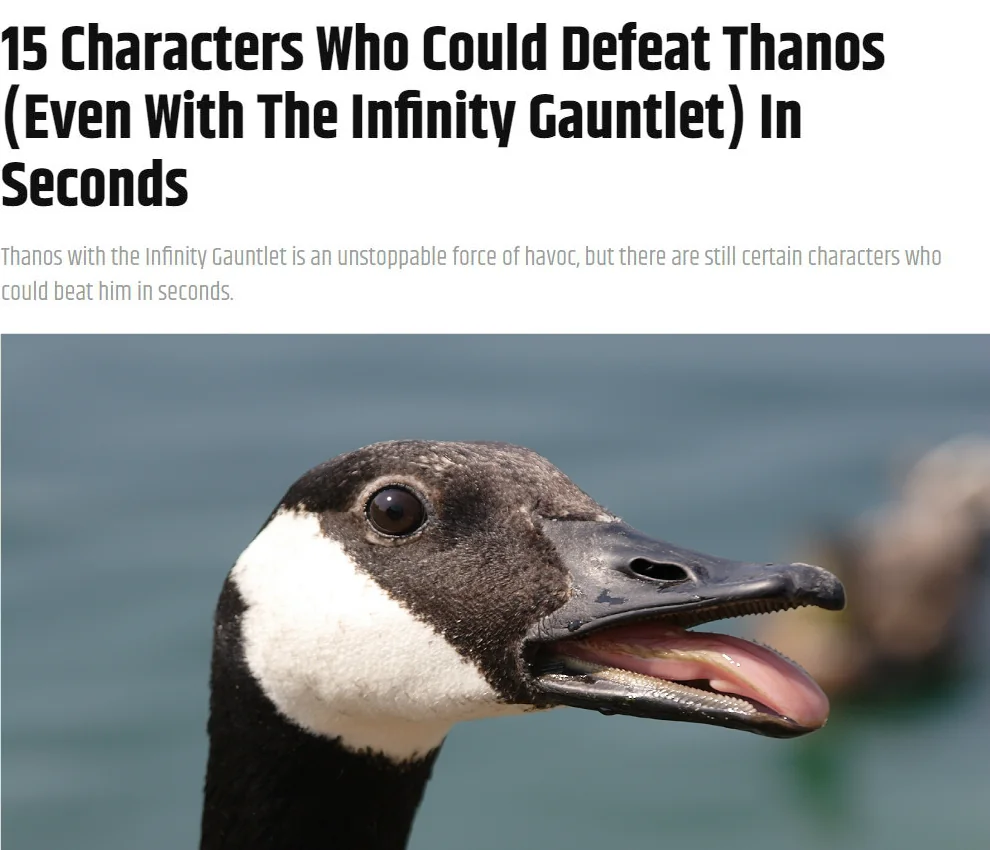 15 Characters Who Could Defeat Thanos
(Even With The Infinity Gauntlet) In
Seconds
Thanos with the Infinity Gauntlet is an unstoppable force of havoc, but there are still certain characters who
could beat him in seconds.